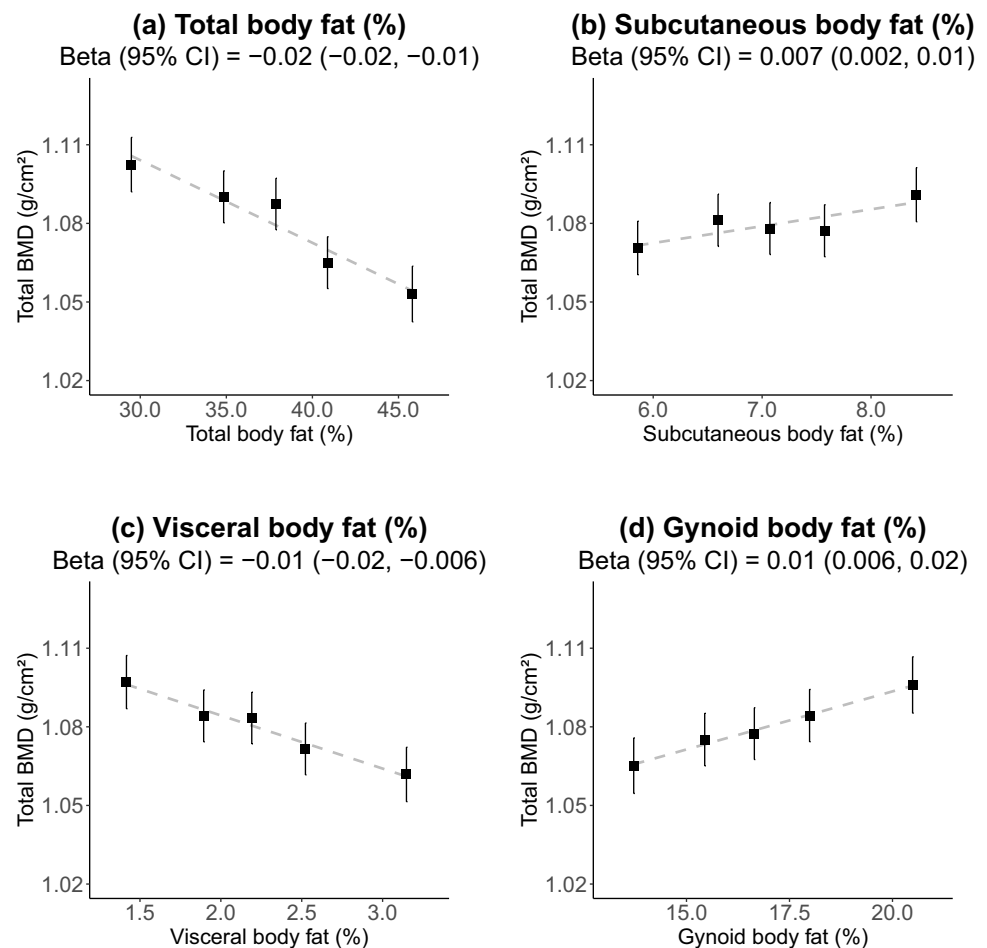 (a) Total body fat (%)
Beta (95% CI) = −0.02 (−0.02, −0.01)
Total BMD (g/cm²)
1.11
1.08
1.05
1.02
30.0 35.0 40.0 45.0
Total body fat (%)
(b) Subcutaneous body fat (%)
Beta (95% CI) = 0.007 (0.002, 0.01)
Total BMD (g/cm²)
1.11
1.08
1.05
1.02
6.0 7.0 8.0
Subcutaneous body fat (%)
(c) Visceral body fat (%)
Beta (95% CI) = −0.01 (−0.02, −0.006)
Total BMD (g/cm²)
1.11
1.08
1.05
1.02
1.5 2.0 2.5 3.0
Visceral body fat (%)
(d) Gynoid body fat (%)
Beta (95% CI) = 0.01 (0.006, 0.02)
Total BMD (g/cm²)
1.11
1.08
1.05
1.02
15.0 17.5 20.0
Gynoid body fat (%)